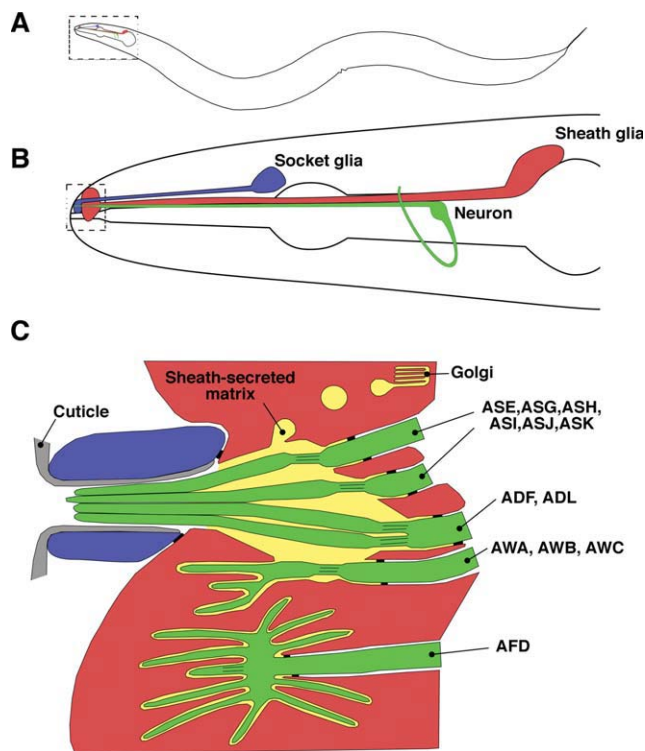 A
B
Socket glia
Sheath glia
Neuron
C
Sheath-secreted
matrix
Golgi
Cuticle
ASE,ASG,ASH,
ASI,ASJ,ASK
ADF, ADL
AWA, AWB, AWC
AFD